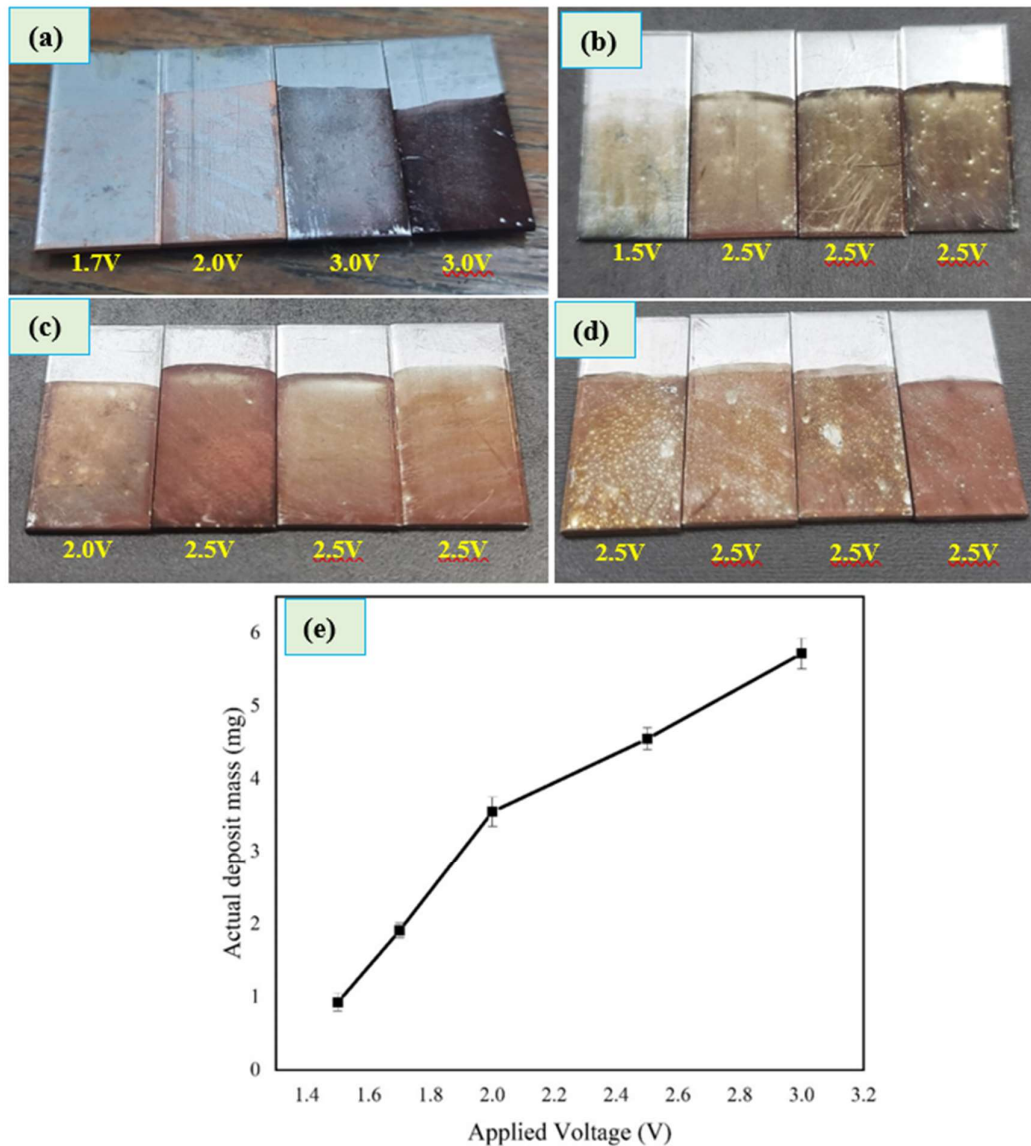 (a)
1.7V 2.0V 3.0V 3.0V
(b)
1.5V 2.5V 2.5V 2.5V
(c)
2.0V 2.5V 2.5V 2.5V
(d)
2.5V 2.5V 2.5V 2.5V
(e)
Actual deposit mass (mg)
6
5
4
3
2
1
0
1.4 1.6 1.8 2.0 2.2 2.4 2.6 2.8 3.0 3.2
Applied Voltage (V)